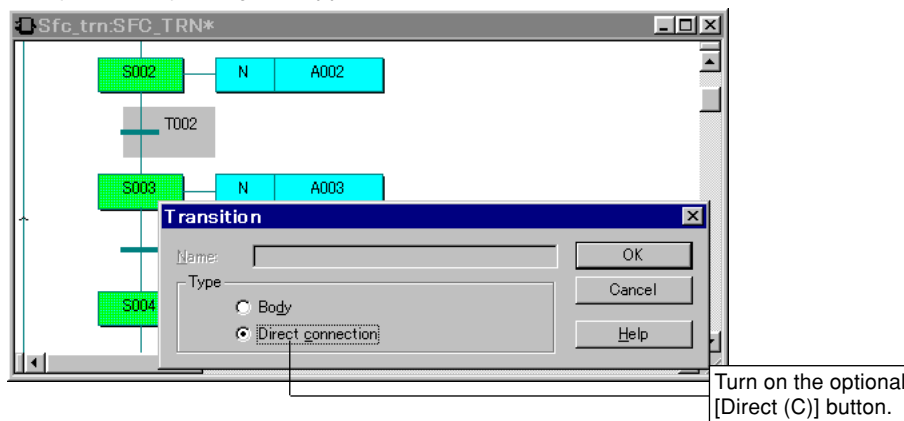 Sfc_trn:SFC_TRN*
S002 N A002
T002
S003 N A003
Transition
Name: OK
Type Cancel
Body
Direct connection Help
S004
Turn on the optional
[Direct (C)] button.